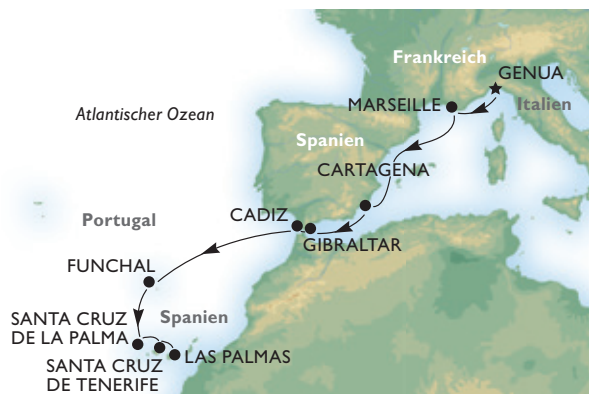 Frankreich
GENUA
MARSEILLE
Italien
Atlantischer Ozean
Spanien
CARTAGENA
Portugal
CADIZ
GIBRALTAR
FUNCHAL
SANTA CRUZ
DE LA PALMA
Spanien
LAS PALMAS
SANTA CRUZ
DE TENERIFE